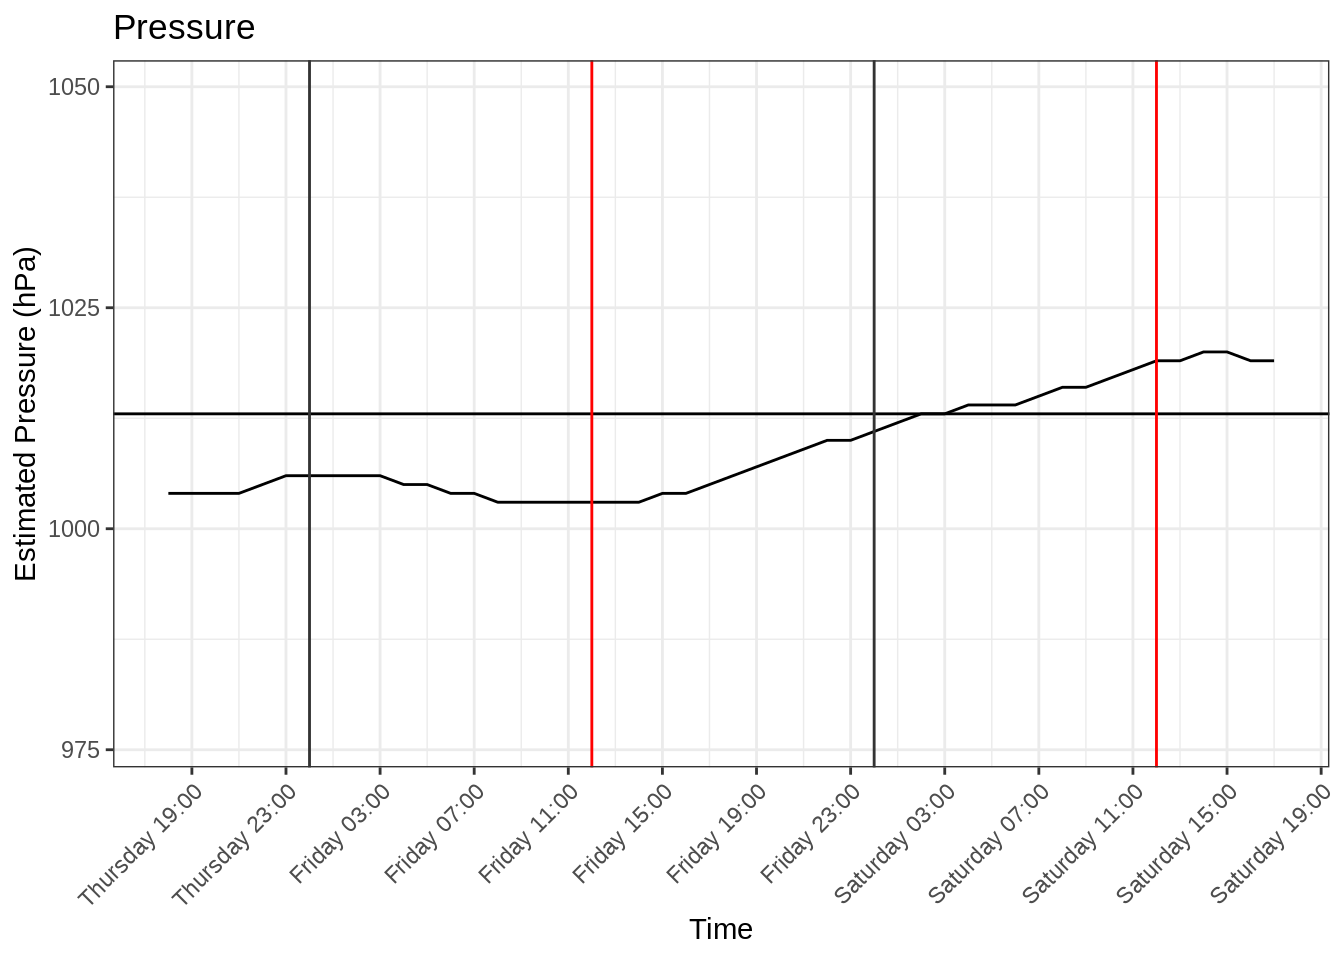 Pressure
Estimated Pressure (hPa)
1050
1025
1000
975
Thursday 19:00
Thursday 23:00
Friday 03:00
Friday 07:00
Friday 11:00
Friday 15:00
Friday 19:00
Friday 23:00
Saturday 03:00
Saturday 07:00
Saturday 11:00
Saturday 15:00
Saturday 19:00
Time